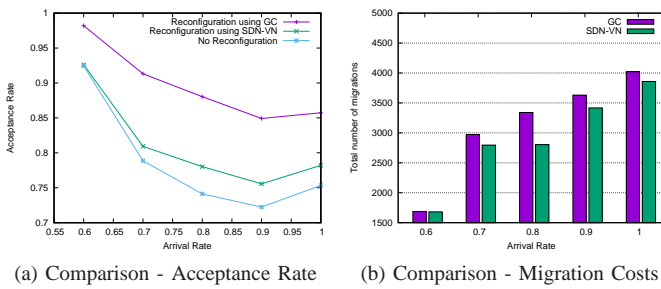 Reconfiguration using GC
Reconfiguration using SDN-VN
No Reconfiguration
1
0.95
0.9
0.85
0.8
0.75
0.7
Acceptance Rate
0.55 0.6 0.65 0.7 0.75 0.8 0.85 0.9 0.95 1
Arrival Rate
(a) Comparison - Acceptance Rate
GC
SDN-VN
5000
4500
4000
3500
3000
2500
2000
1500
Total number of migrations
0.6 0.7 0.8 0.9 1
Arrival Rate
(b) Comparison - Migration Costs